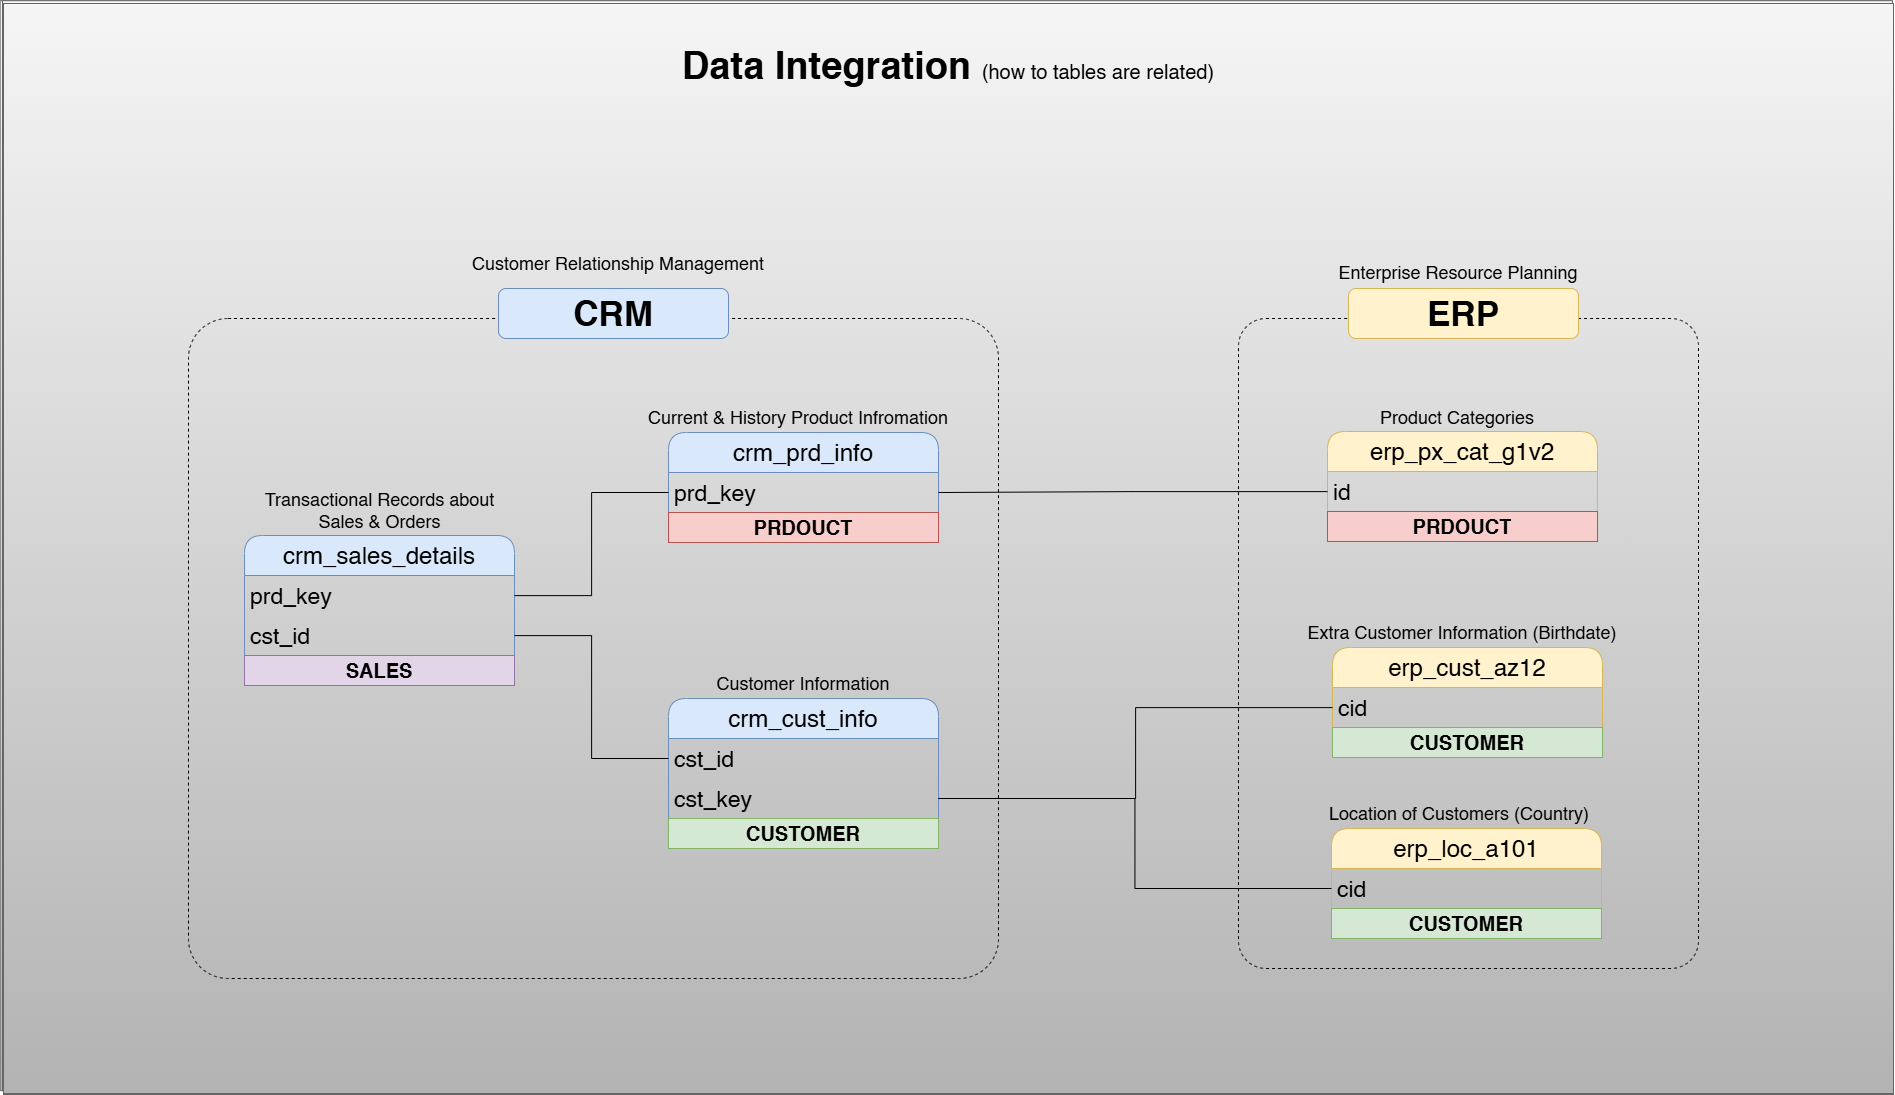 Data Integration (how to tables are related)
Customer Relationship Management
CRM
Enterprise Resource Planning
ERP
Current & History Product Infromation
crm_prd_info
prd_key
PRDOUCT
Product Categories
erp_px_cat_g1v2
id
PRDOUCT
Transactional Records about
Sales & Orders
crm_sales_details
prd_key
cst_id
SALES
Customer Information
crm_cust_info
cst_id
cst_key
CUSTOMER
Extra Customer Information (Birthdate)
erp_cust_az12
cid
CUSTOMER
Location of Customers (Country)
erp_loc_a101
cid
CUSTOMER